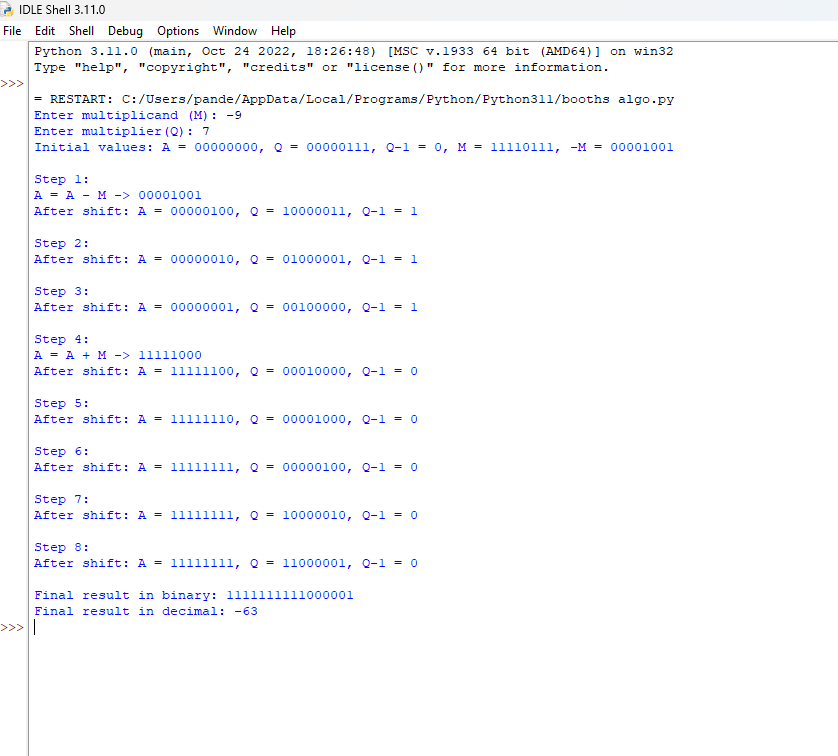 IDLE Shell 3.11.0
File Edit Shell Debug Options Window Help
Python 3.11.0 (main, Oct 24 2022, 18:26:48) [MSC v.1933 64 bit (AMD64)] on win32
Type "help", "copyright", "credits" or "license()" for more information.
>>>
= RESTART: C:/Users/pande/AppData/Local/Programs/Python/Python311/booths algo.py
Enter multiplicand (M): -9
Enter multiplier(Q): 7
Initial values: A = 00000000, Q = 00000111, Q-1 = 0, M = 11110111, -M = 00001001
Step 1:
A = A - M -> 00001001
After shift: A = 00000100, Q = 10000011, Q-1 = 1
Step 2:
After shift: A = 00000010, Q = 01000001, Q-1 = 1
Step 3:
After shift: A = 00000001, Q = 00100000, Q-1 = 1
Step 4:
A = A + M -> 11111000
After shift: A = 11111100, Q = 00010000, Q-1 = 0
Step 5:
After shift: A = 11111110, Q = 00001000, Q-1 = 0
Step 6:
After shift: A = 11111111, Q = 00000100, Q-1 = 0
Step 7:
After shift: A = 11111111, Q = 10000010, Q-1 = 0
Step 8:
After shift: A = 11111111, Q = 11000001, Q-1 = 0
Final result in binary: 1111111111000001
Final result in decimal: -63
>>>